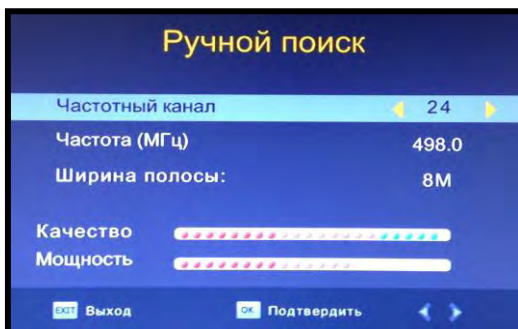 Ручной поиск
Частотный канал 24
Частота (МГц) 498.0
Ширина полосы: 8M
Качество
Мощность
EXIT Выход OK Подтвердить